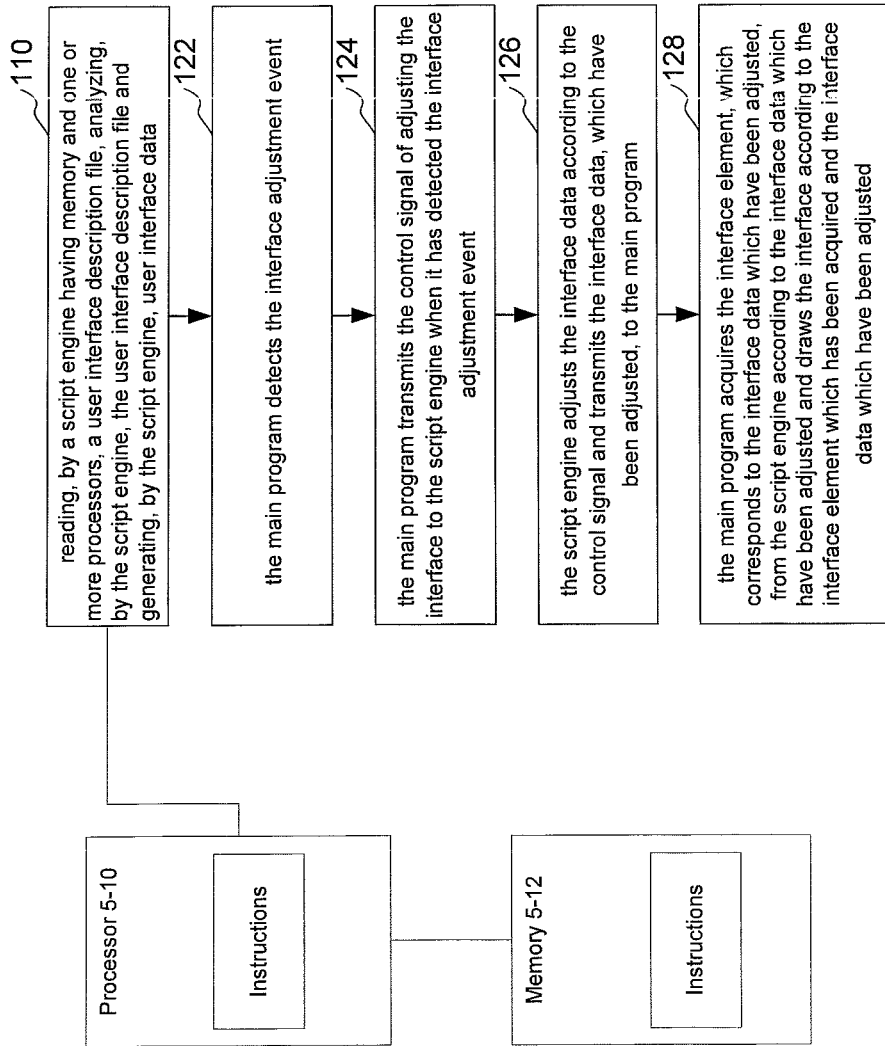 110
reading, by a script engine having memory and one or
more processors, a user interface description file, analyzing,
by the script engine, the user interface description file and
generating, by the script engine, user interface data
122
the main program detects the interface adjustment event
124
the main program transmits the control signal of adjusting the
interface to the script engine when it has detected the interface
adjustment event
126
the script engine adjusts the interface data according to the
control signal and transmits the interface data, which have
been adjusted, to the main program
128
the main program acquires the interface element, which
corresponds to the interface data which have been adjusted,
from the script engine according to the interface data which
have been adjusted and draws the interface according to the
interface element which has been acquired and the interface
data which have been adjusted
Processor 5-10
Instructions
Memory 5-12
Instructions